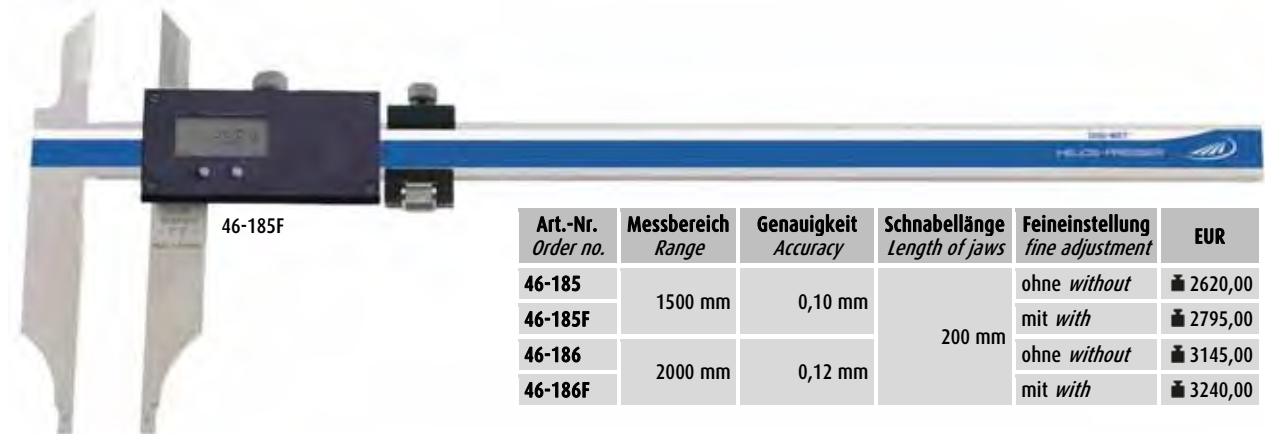 DIGI-MET
HELIOS-PREISSER
46-185F
Art.-Nr. Messbereich Genauigkeit Schnabellänge Feineinstellung EUR
Order no. Range Accuracy Length of jaws fine adjustment
46-185 1500 mm 0,10 mm 200 mm ohne without 2620,00
46-185F mit with 2795,00
46-186 2000 mm 0,12 mm ohne without 3145,00
46-186F mit with 3240,00